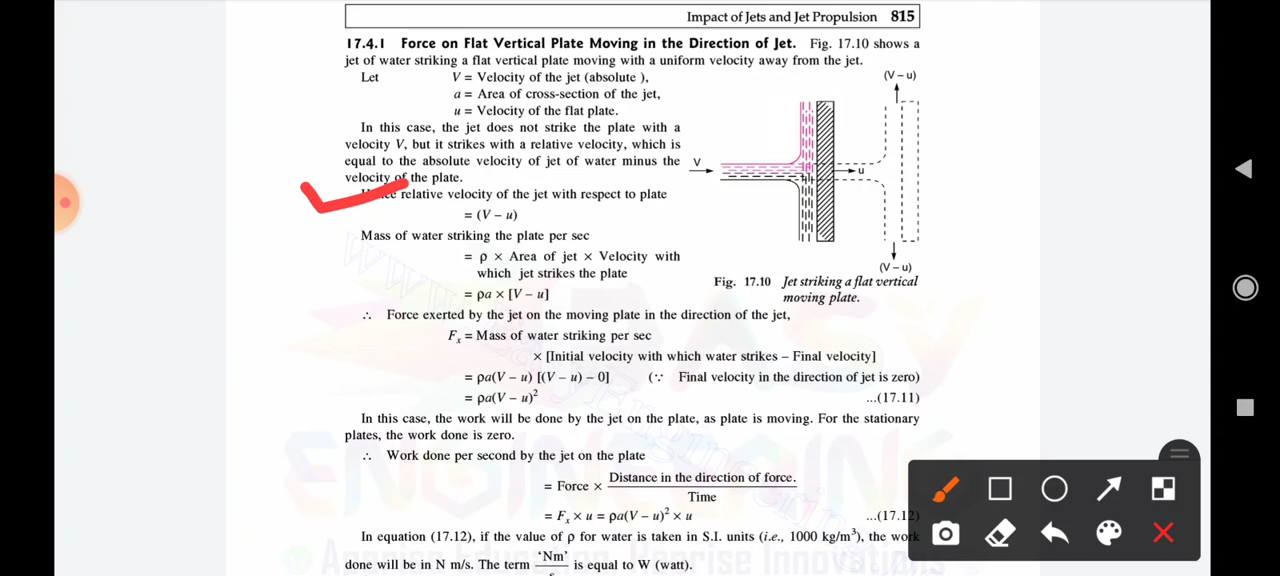 Impact of Jets and Jet Propulsion 815
17.4.1 Force on Flat Vertical Plate Moving in the Direction of Jet. Fig. 17.10 shows a
jet of water striking a flat vertical plate moving with a uniform velocity away from the jet.
Let V = Velocity of the jet (absolute ),
a = Area of cross-section of the jet,
u = Velocity of the flat plate.
In this case, the jet does not strike the plate with a
velocity V, but it strikes with a relative velocity, which is
equal to the absolute velocity of jet of water minus the
velocity of the plate.
relative velocity of the jet with respect to plate
= (V – u)
Mass of water striking the plate per sec
= ρ × Area of jet × Velocity with
which jet strikes the plate
= ρa × [V – u]
(V – u)
V
u
(V – u)
Fig. 17.10 Jet striking a flat vertical
moving plate.
∴ Force exerted by the jet on the moving plate in the direction of the jet,
Fₓ = Mass of water striking per sec
× [Initial velocity with which water strikes – Final velocity]
= ρa(V – u) [(V – u) – 0] (∵ Final velocity in the direction of jet is zero)
= ρa(V – u)² ...(17.11)
In this case, the work will be done by the jet on the plate, as plate is moving. For the stationary
plates, the work done is zero.
∴ Work done per second by the jet on the plate
= Force × Distance in the direction of force.
Time
= Fₓ × u = ρa(V – u)² × u ...(17.12)
In equation (17.12), if the value of ρ for water is taken in S.I. units (i.e., 1000 kg/m³), the work
done will be in N m/s. The term ‘Nm’ is equal to W (watt).